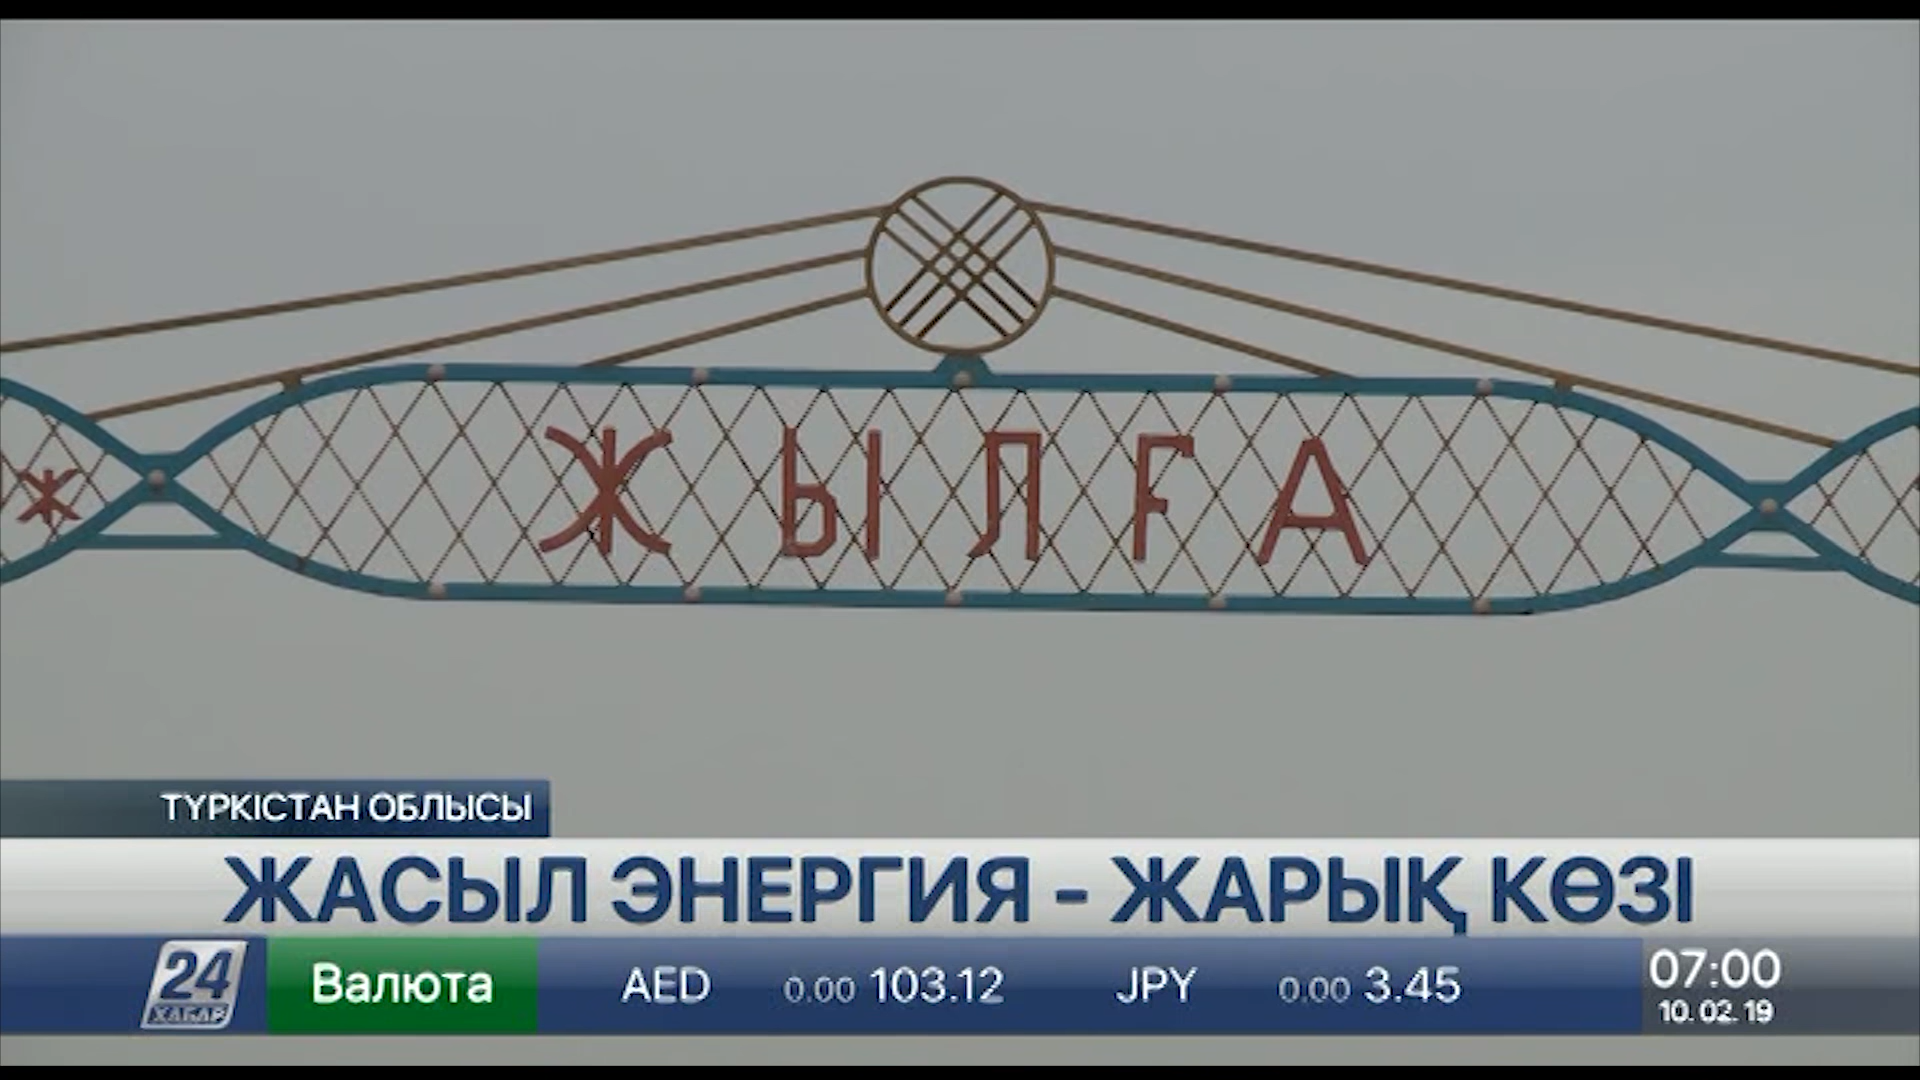 Ж
ЖЫЛҒА
ТҮРКІСТАН ОБЛЫСЫ
ЖАСЫЛ ЭНЕРГИЯ - ЖАРЫҚ КӨЗІ
24 ХАБАР
Валюта AED 0.00 103.12 JPY 0.00 3.45
07:00
10.02.19